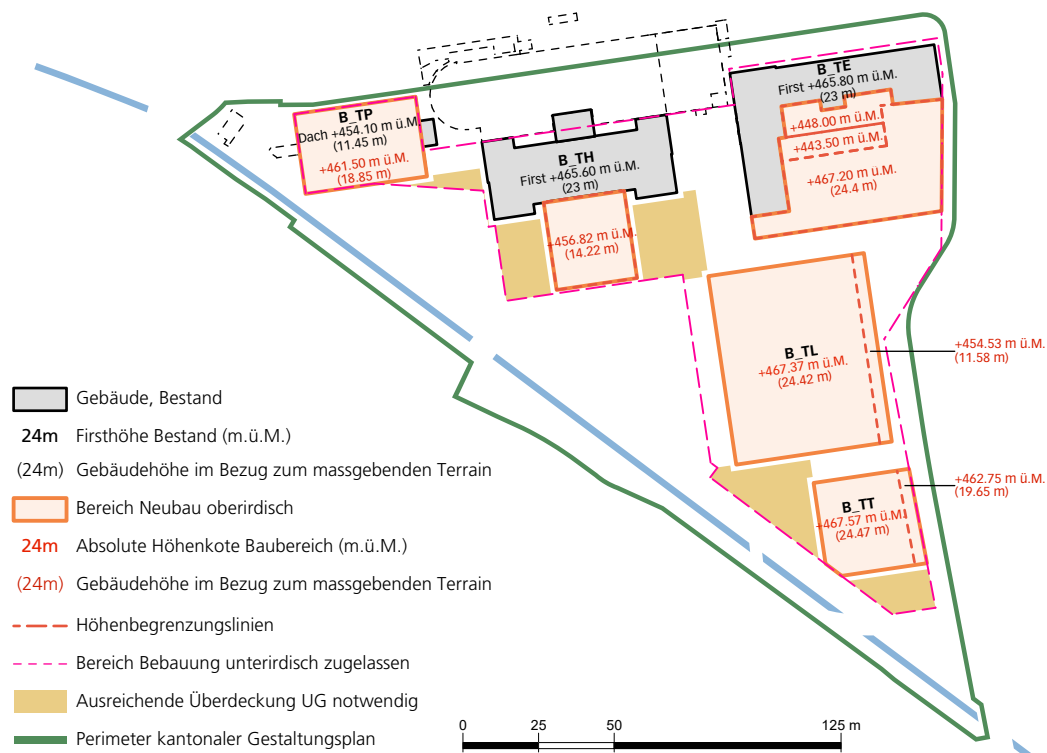 B_TP
Dach +454.10 m ü.M.
(11.45 m)
+461.50 m ü.M.
(18.85 m)
B_TH
First +465.60 m ü.M.
(23 m)
+456.82 m ü.M.
(14.22 m)
B_TE
First +465.80 m ü.M.
(23 m)
+448.00 m ü.M.
+443.50 m ü.M.
+467.20 m ü.M.
(24.4 m)
B_TL
+467.37 m ü.M.
(24.42 m)
+454.53 m ü.M.
(11.58 m)
B_TT
+467.57 m ü.M.
(24.47 m)
+462.75 m ü.M.
(19.65 m)
Gebäude, Bestand
24m Firsthöhe Bestand (m.ü.M.)
(24m) Gebäudehöhe im Bezug zum massgebenden Terrain
Bereich Neubau oberirdisch
24m Absolute Höhenkote Baubereich (m.ü.M.)
(24m) Gebäudehöhe im Bezug zum massgebenden Terrain
Höhenbegrenzungslinien
Bereich Bebauung unterirdisch zugelassen
Ausreichende Überdeckung UG notwendig
Perimeter kantonaler Gestaltungsplan
0 25 50 125 m